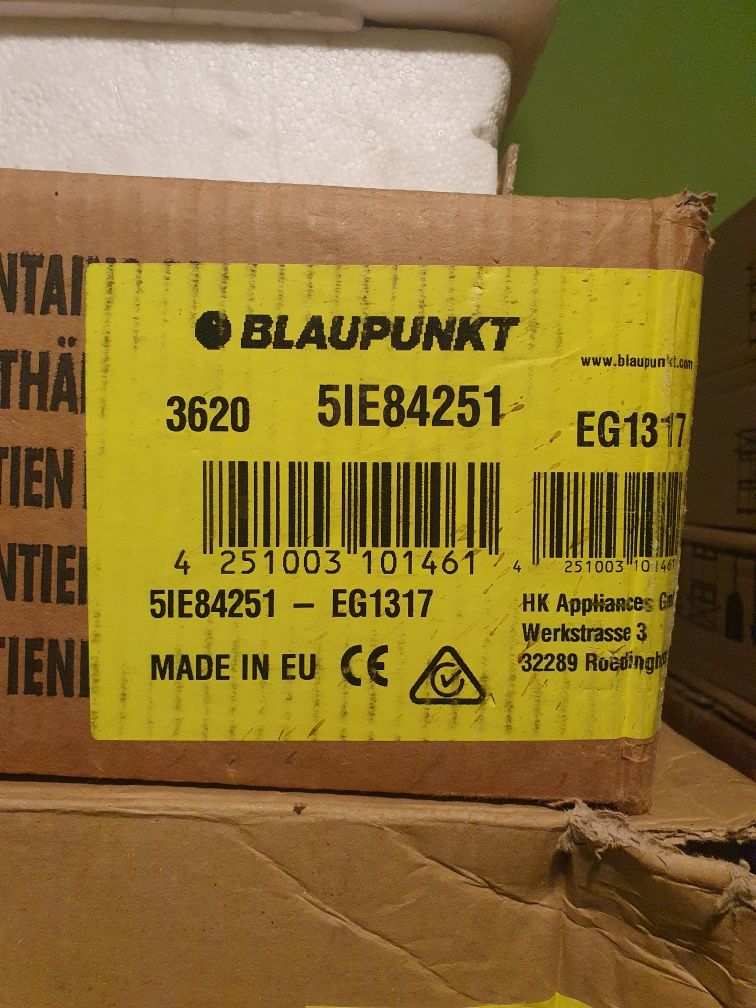 BLAUPUNKT
www.blaupunkt.com
3620
5IE84251
EG1317
4 251003 101461
4 251003 101461
5IE84251 – EG1317
HK Appliances
Werkstrasse 3
MADE IN EU CE
32289